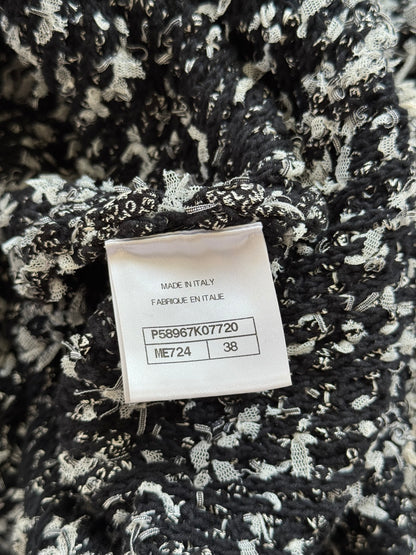 MADE IN ITALY
FABRIQUE EN ITALIE
P58967K07720
ME724 38